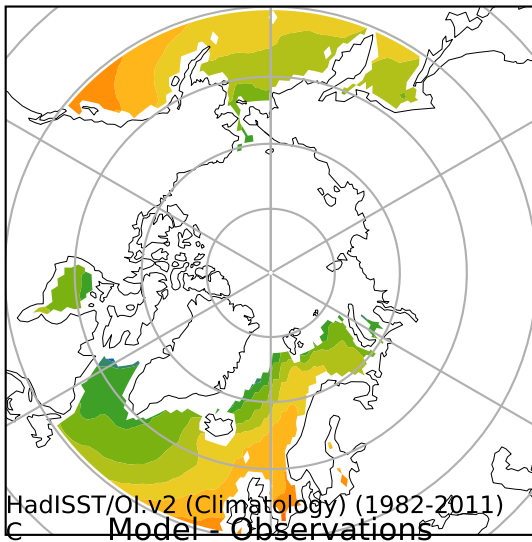 HadISST/OI.v2 (Climatology) (1982-2011)
C Model - Observations